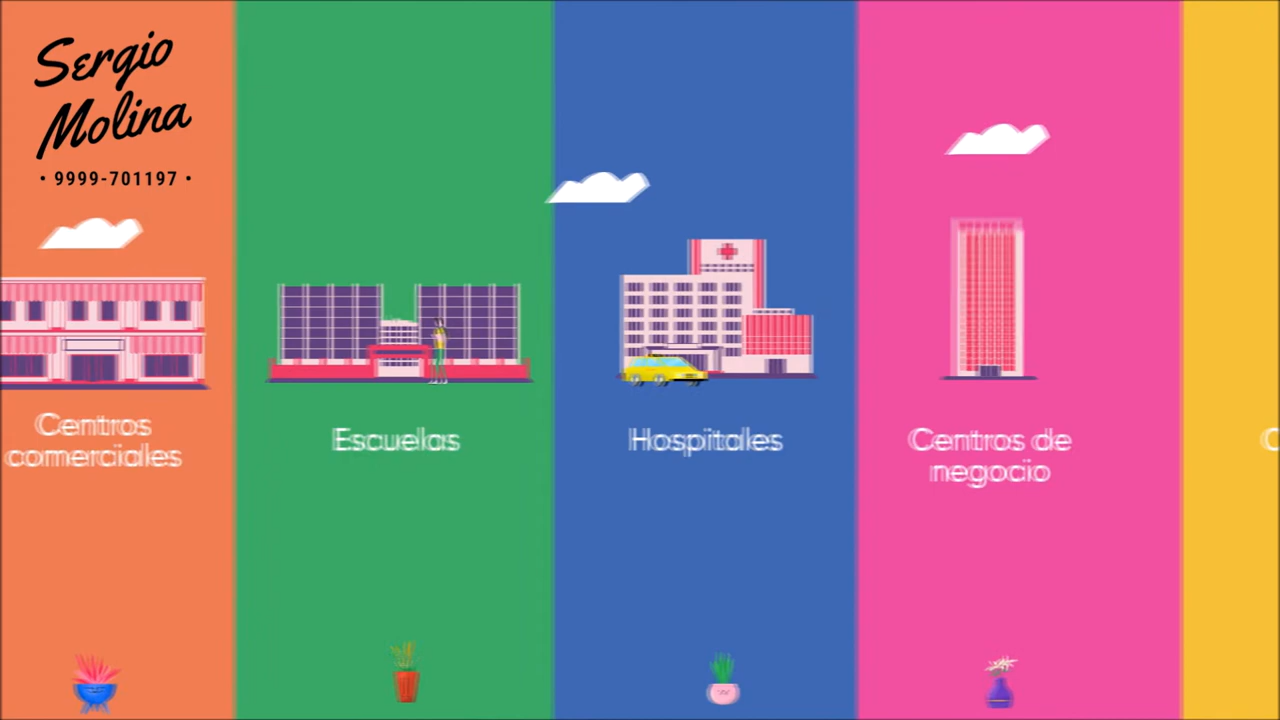 Sergio
Molina
• 9999-701197 •
Centros
comerciales
Escuelas
Hospitales
Centros de
negocio